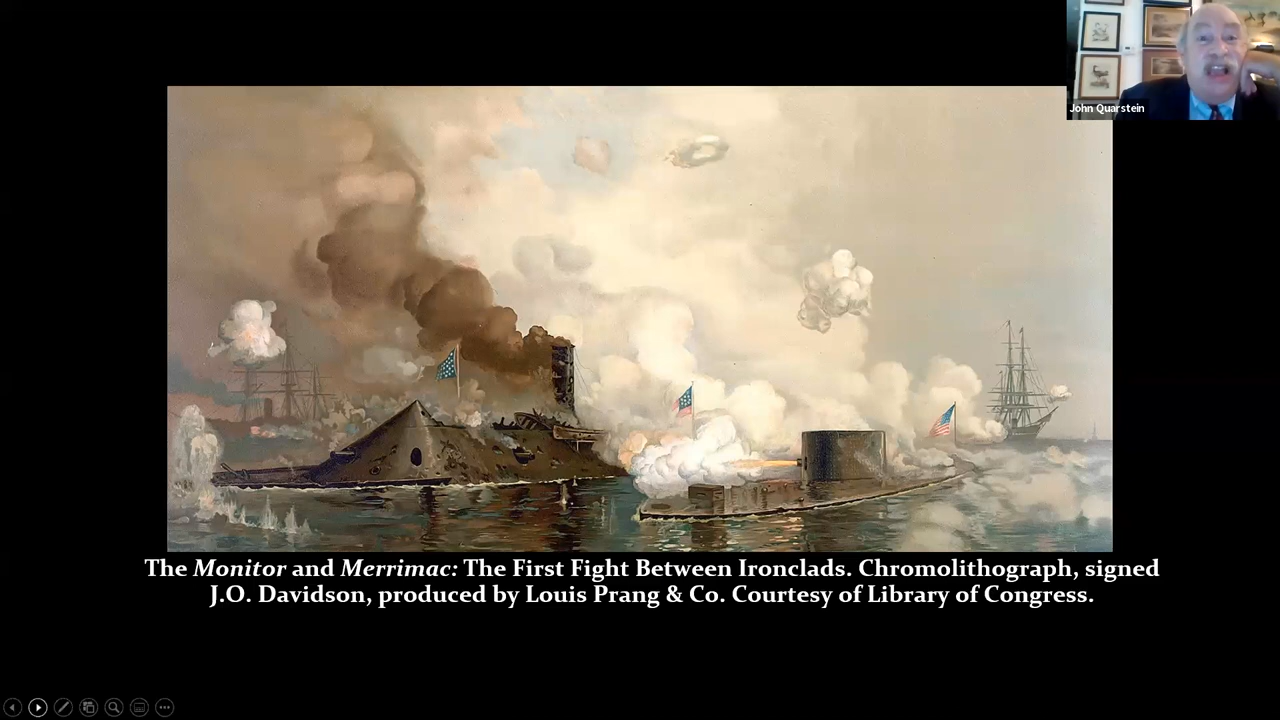 John Quarstein
The Monitor and Merrimac: The First Fight Between Ironclads. Chromolithograph, signed
J.O. Davidson, produced by Louis Prang & Co. Courtesy of Library of Congress.